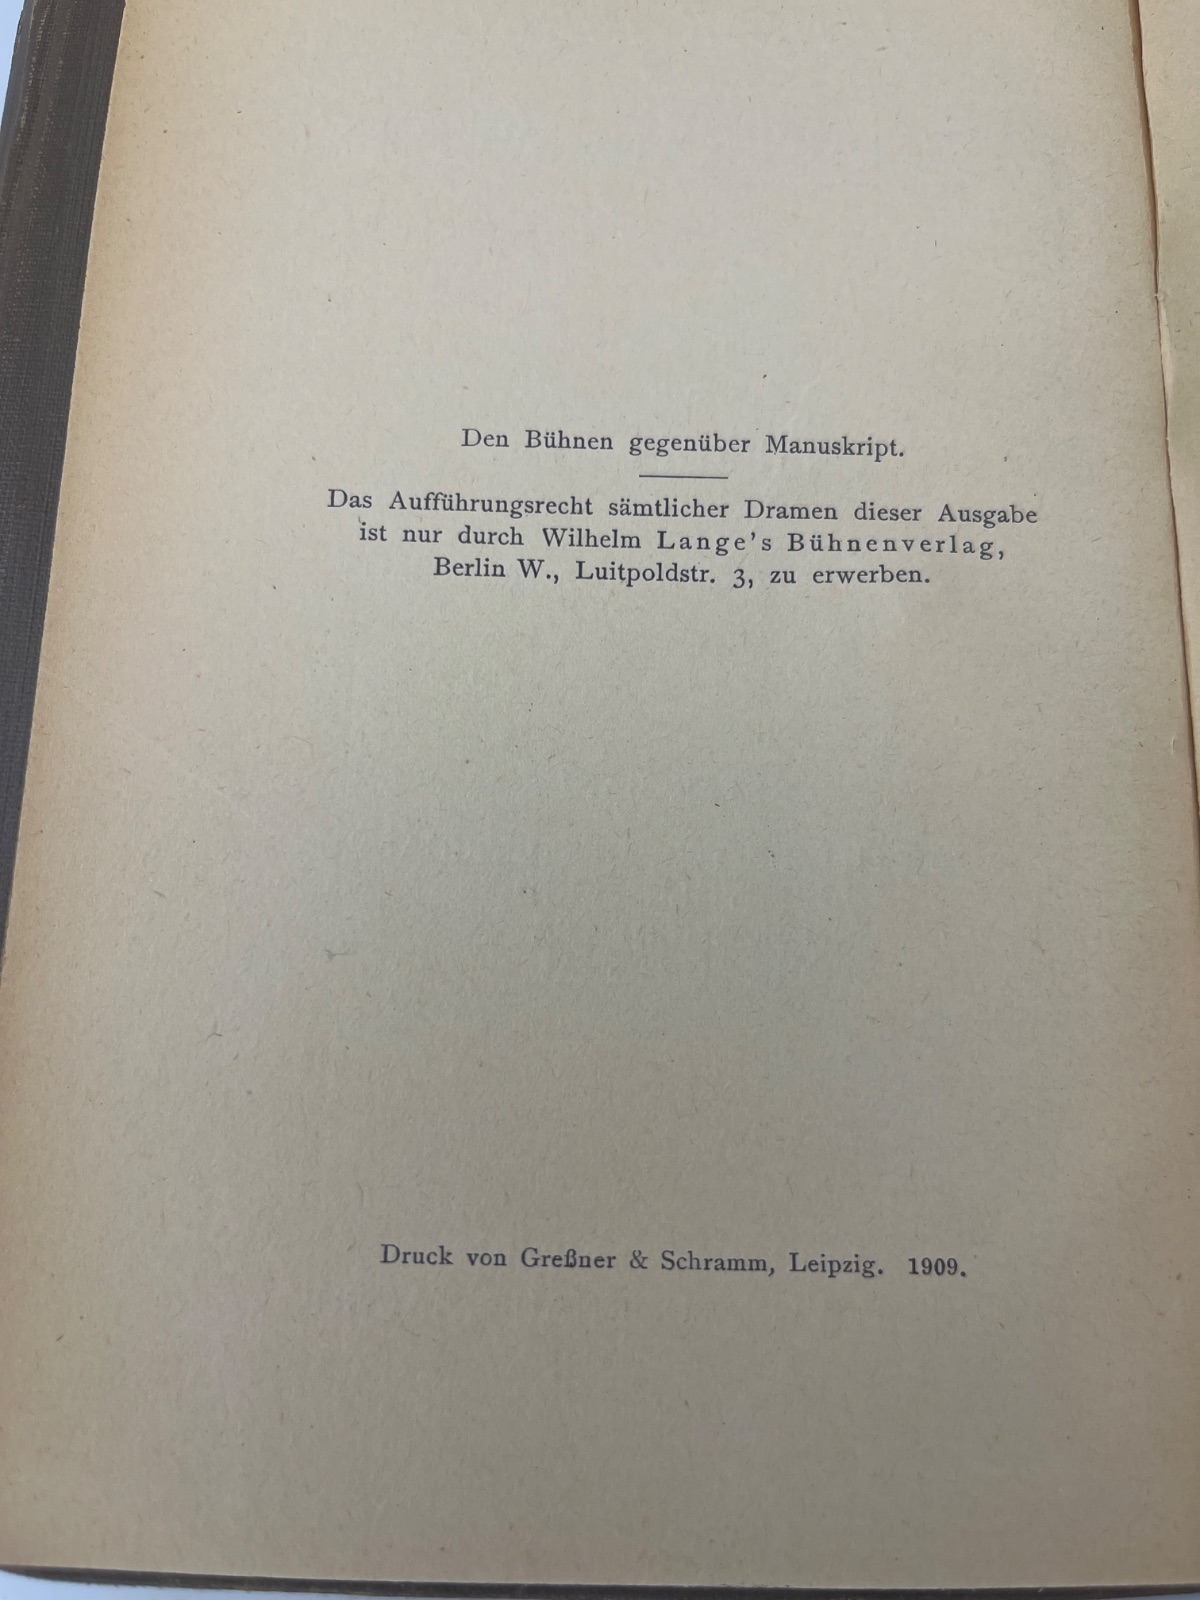 Den Bühnen gegenüber Manuskript.
Das Aufführungsrecht sämtlicher Dramen dieser Ausgabe
ist nur durch Wilhelm Lange's Bühnenverlag,
Berlin W., Luitpoldstr. 3, zu erwerben.
Druck von Greßner & Schramm, Leipzig. 1909.